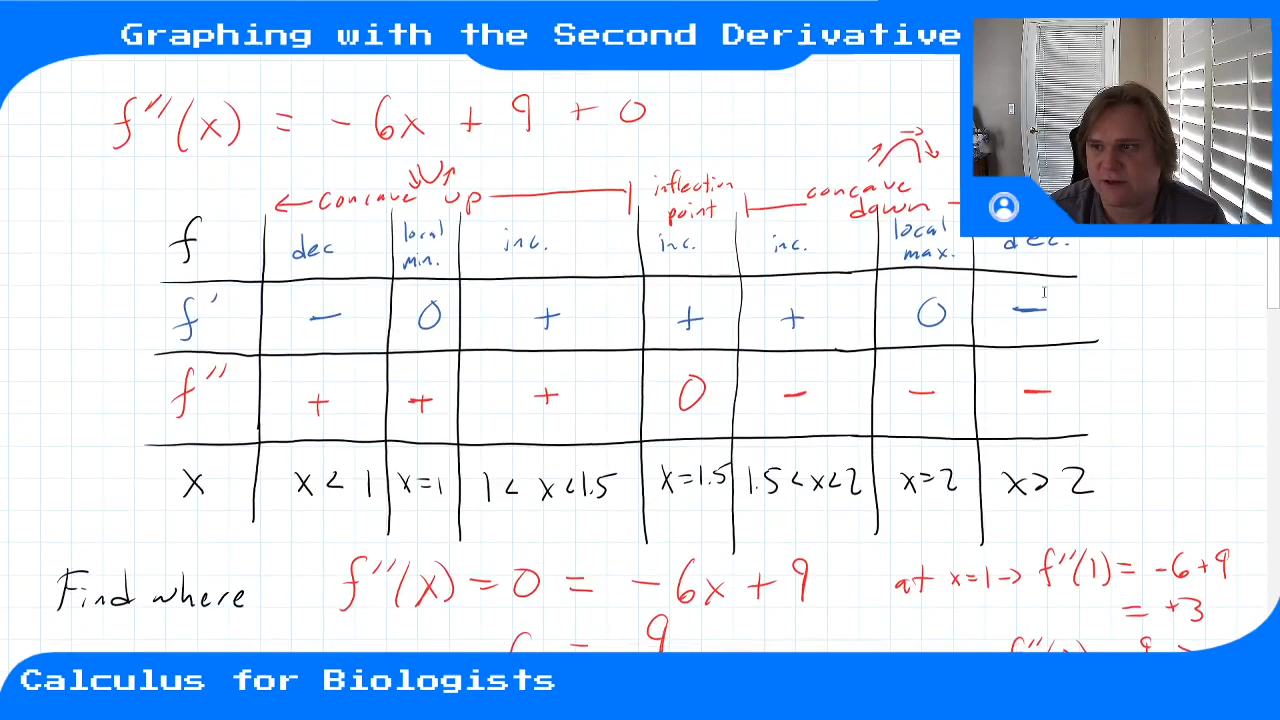 Graphing with the Second Derivative
f''(x) = -6x + 9 + 0
← concave up inflection point concave down
f dec local min. inc. inc. inc. local max. dec.
f' - 0 + + + 0 -
f'' + + + 0 - - -
x x < 1 x=1 1 < x < 1.5 x=1.5 1.5 < x < 2 x=2 x > 2
Find where f''(x) = 0 = -6x + 9 at x=1 → f''(1) = -6+9
= +3
Calculus for Biologists